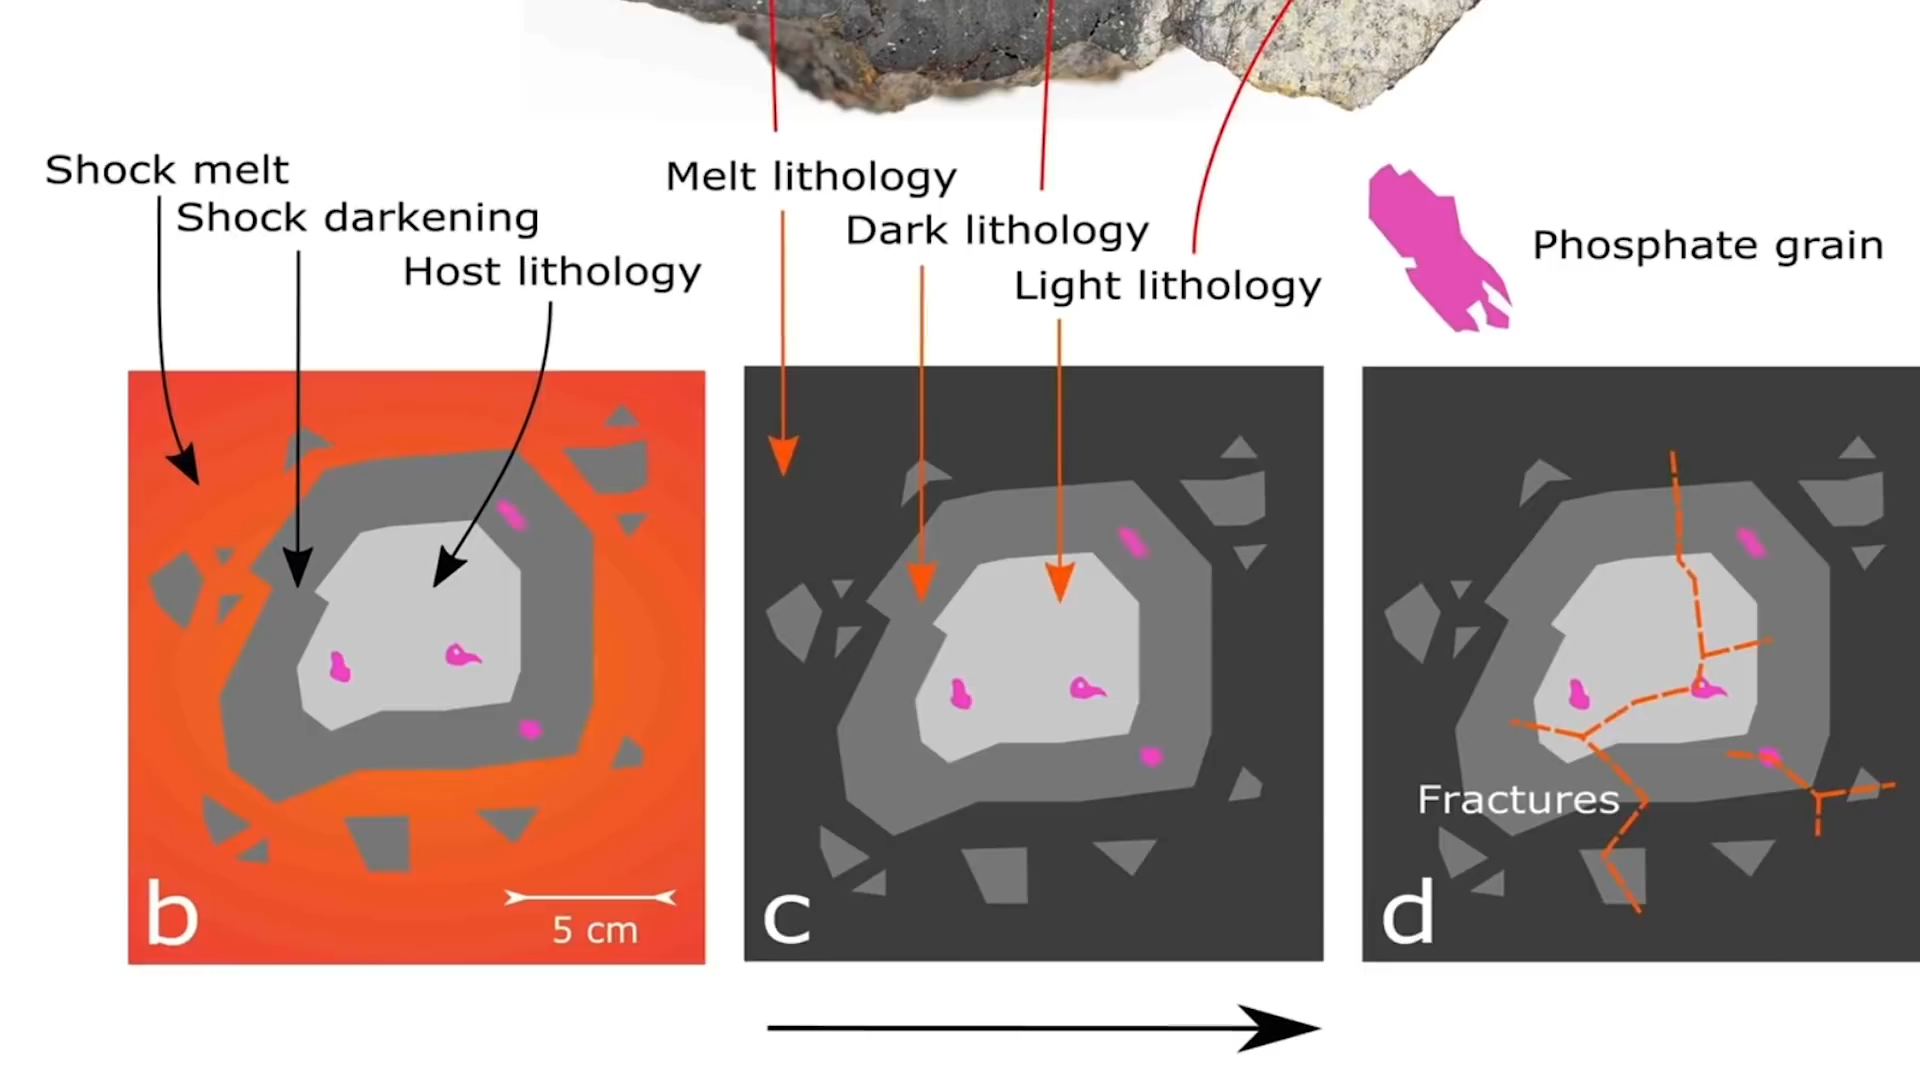 Shock melt
Shock darkening
Host lithology
Melt lithology
Dark lithology
Light lithology
Phosphate grain
Fractures
b
5 cm
c
d